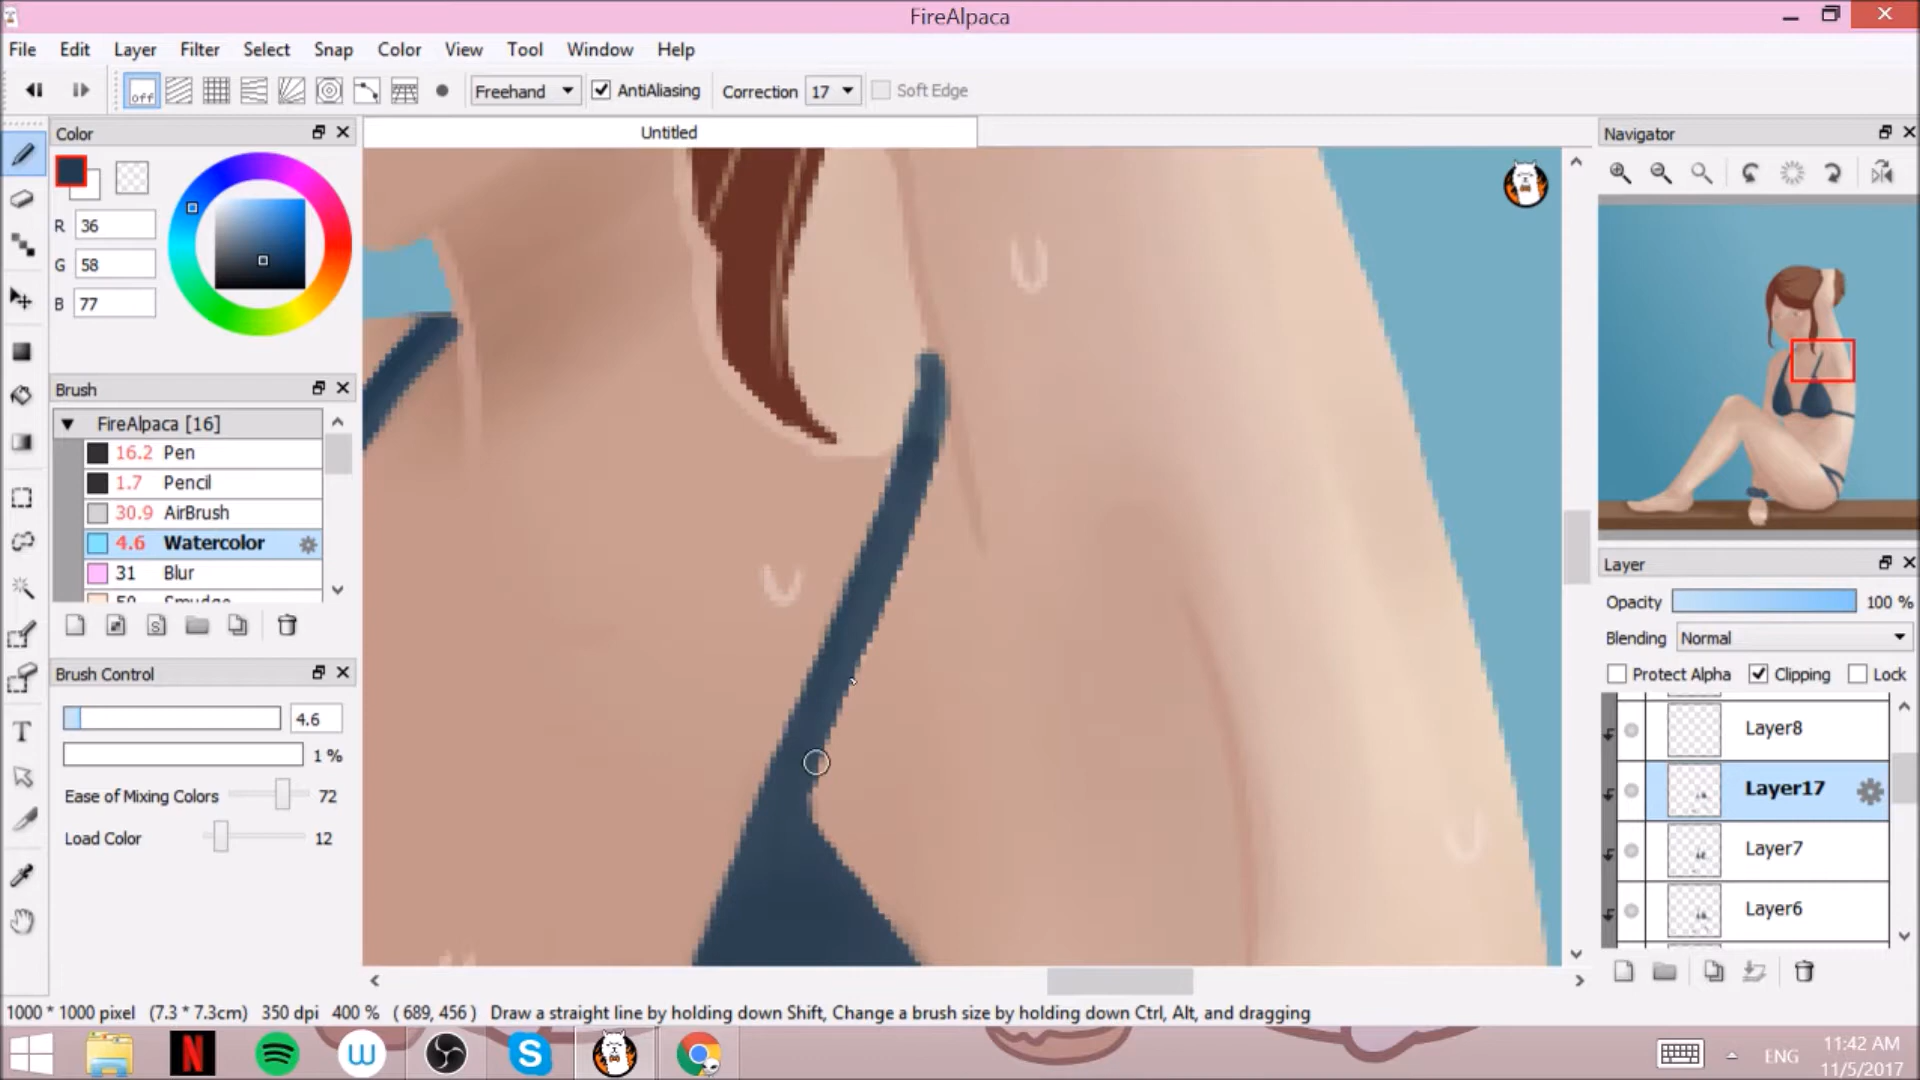 FireAlpaca
File Edit Layer Filter Select Snap Color View Tool Window Help
off Freehand AntiAliasing Correction 17 Soft Edge
Color
R 36
G 58
B 77
Brush
FireAlpaca [16]
16.2 Pen
1.7 Pencil
30.9 AirBrush
4.6 Watercolor
31 Blur
S
Brush Control
4.6
1 %
Ease of Mixing Colors 72
Load Color 12
Untitled
Navigator
Layer
Opacity 100 %
Blending Normal
Protect Alpha Clipping Lock
Layer8
Layer17
Layer7
Layer6
1000 * 1000 pixel (7.3 * 7.3cm) 350 dpi 400 % ( 689, 456 ) Draw a straight line by holding down Shift, Change a brush size by holding down Ctrl, Alt, and dragging
ENG
11:42 AM
11/5/2017